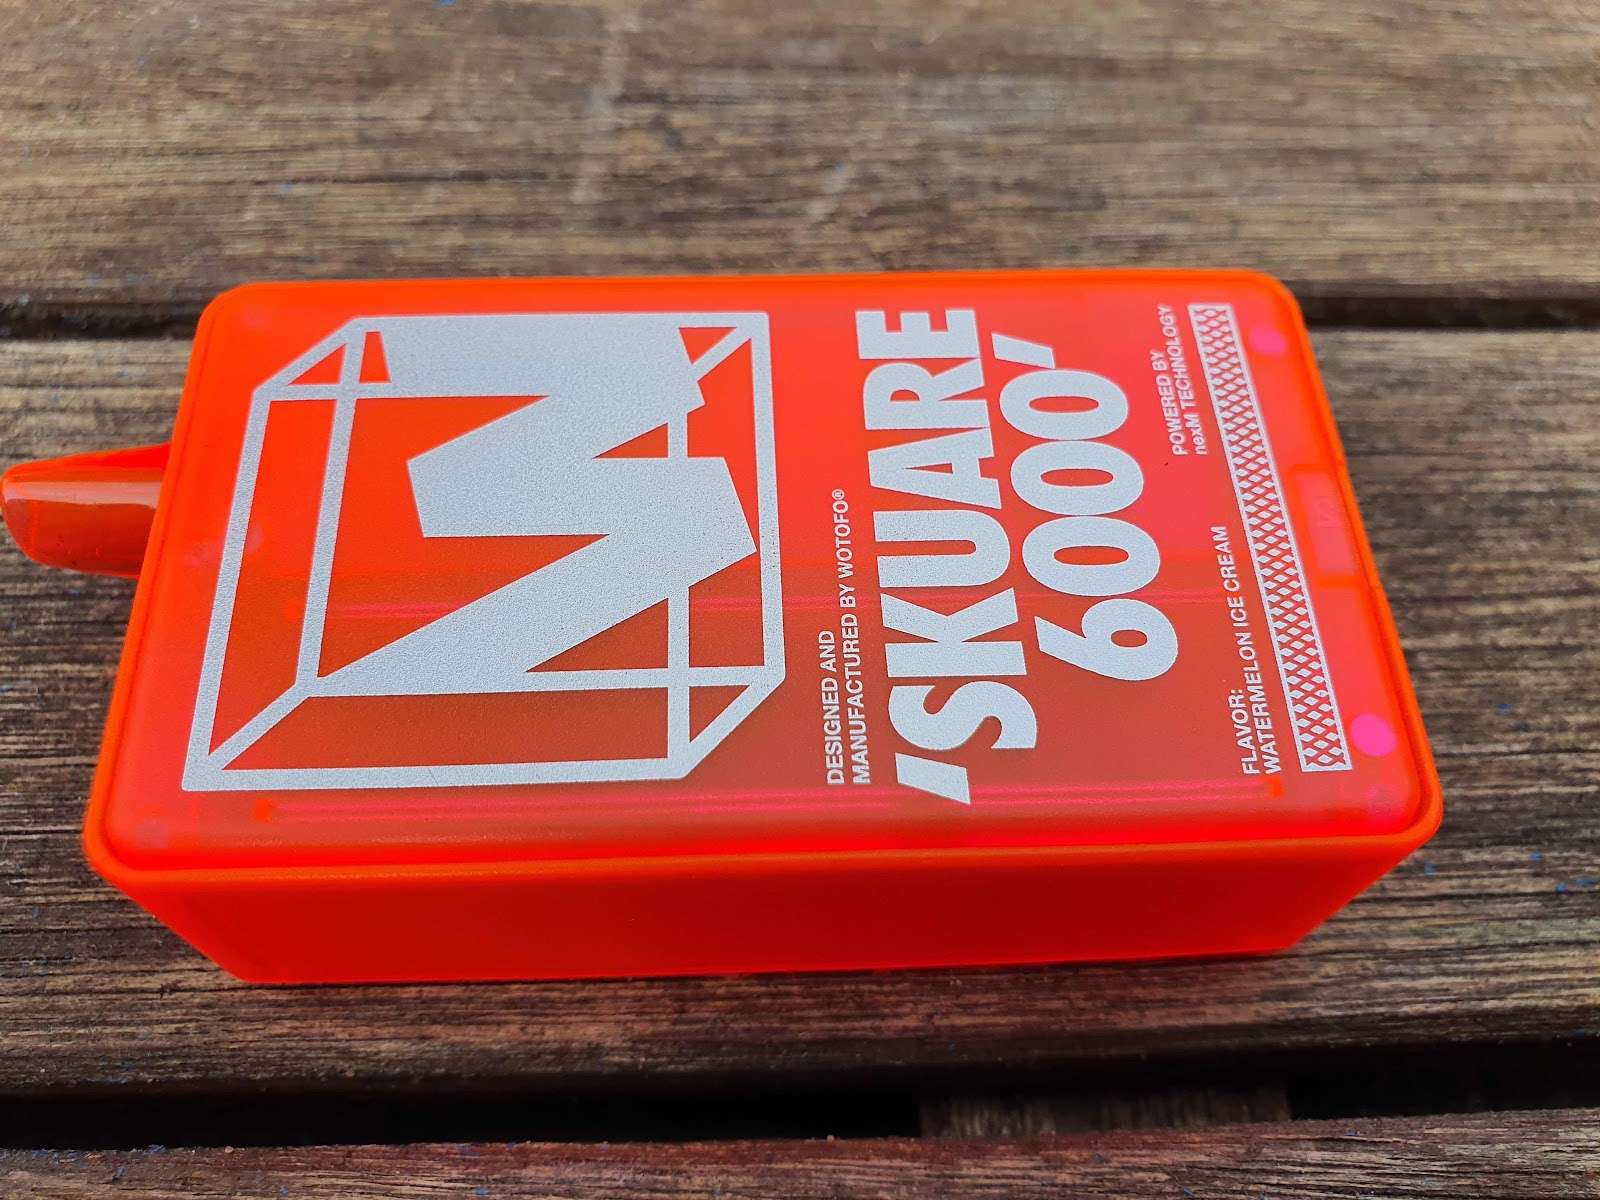 DESIGNED AND
MANUFACTURED BY WOTOFO®
'SKUARE
6000'
POWERED BY
nexM TECHNOLOGY
FLAVOR:
WATERMELON ICE CREAM